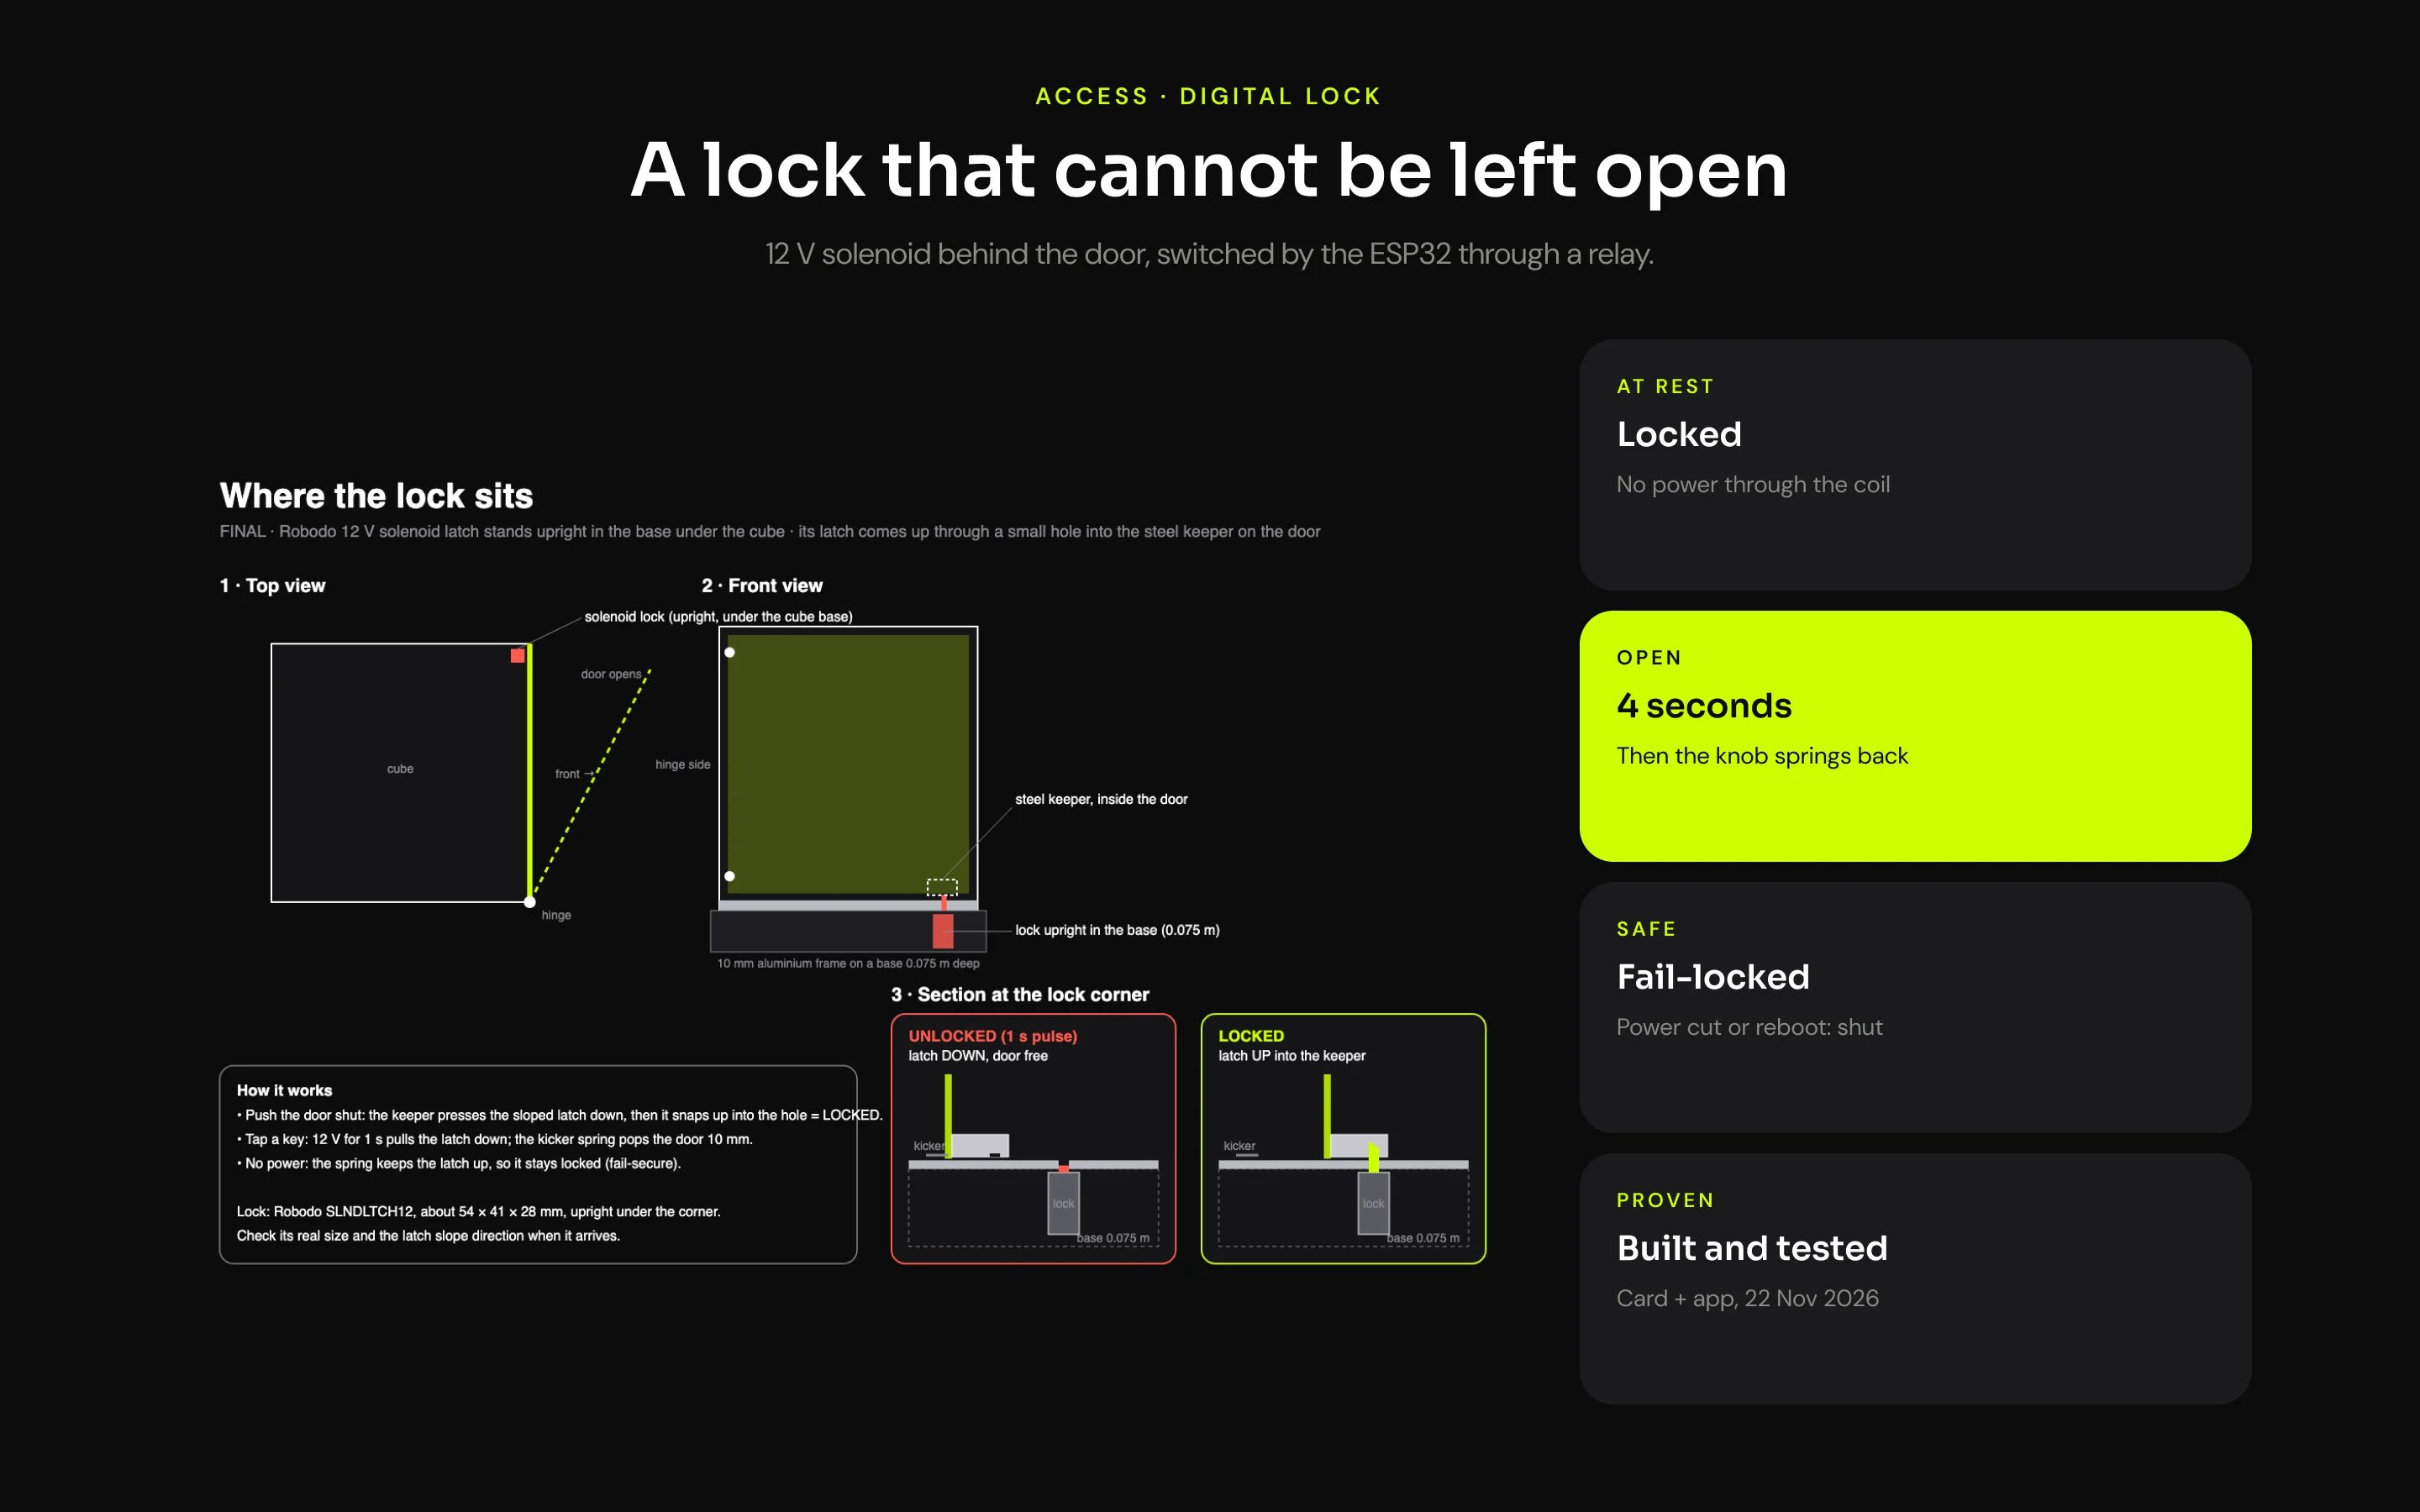 ACCESS · DIGITAL LOCK
A lock that cannot be left open
12 V solenoid behind the door, switched by the ESP32 through a relay.
Where the lock sits
FINAL · Robodo 12 V solenoid latch stands upright in the base under the cube · its latch comes up through a small hole into the steel keeper on the door
1 · Top view
2 · Front view
solenoid lock (upright, under the cube base)
door opens
cube
front →
hinge side
hinge
steel keeper, inside the door
lock upright in the base (0.075 m)
10 mm aluminium frame on a base 0.075 m deep
3 · Section at the lock corner
UNLOCKED (1 s pulse)
latch DOWN, door free
kicker
lock
base 0.075 m
LOCKED
latch UP into the keeper
kicker
lock
base 0.075 m
How it works
• Push the door shut: the keeper presses the sloped latch down, then it snaps up into the hole = LOCKED.
• Tap a key: 12 V for 1 s pulls the latch down; the kicker spring pops the door 10 mm.
• No power: the spring keeps the latch up, so it stays locked (fail-secure).
Lock: Robodo SLNDLTCH12, about 54 × 41 × 28 mm, upright under the corner.
Check its real size and the latch slope direction when it arrives.
AT REST
Locked
No power through the coil
OPEN
4 seconds
Then the knob springs back
SAFE
Fail-locked
Power cut or reboot: shut
PROVEN
Built and tested
Card + app, 22 Nov 2026